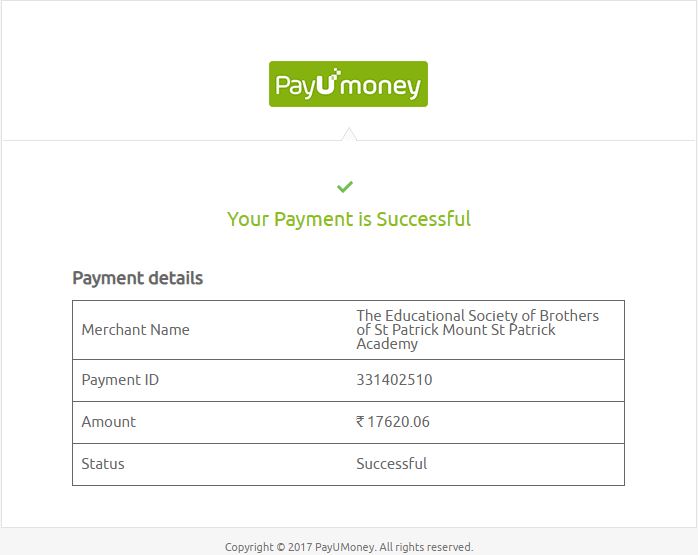 PayUmoney
Your Payment is Successful
Payment details
Merchant Name
The Educational Society of Brothers
of St Patrick Mount St Patrick
Academy
Payment ID
331402510
Amount
₹ 17620.06
Status
Successful
Copyright © 2017 PayUMoney. All rights reserved.